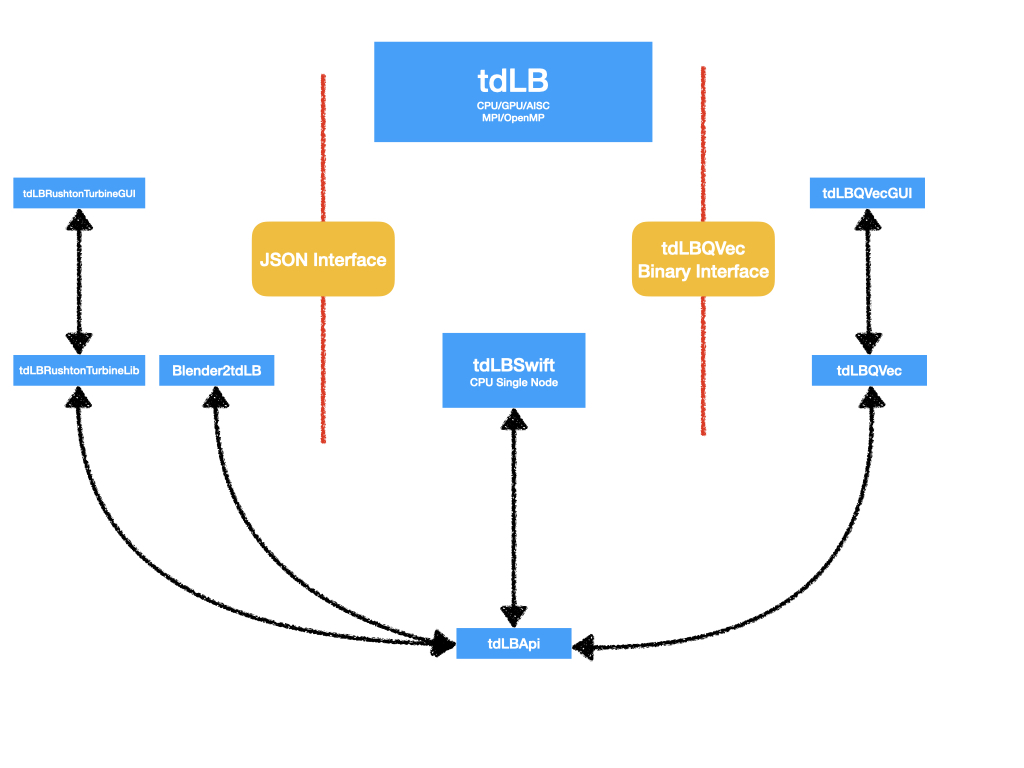 tdLB
CPU/GPU/AISC
MPI/OpenMP
tdLBRushtonTurbineGUI
tdLBQVecGUI
JSON Interface
tdLBQVec
Binary Interface
tdLBRushtonTurbineLib
Blender2tdLB
tdLBSwift
CPU Single Node
tdLBQVec
tdLBApi